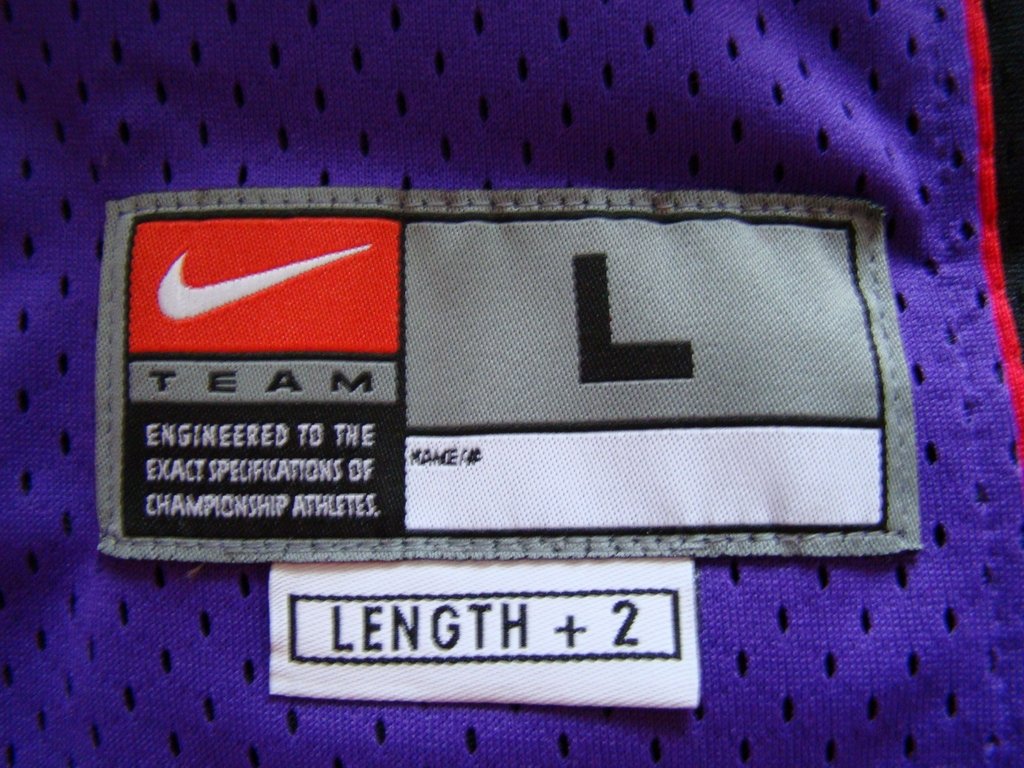 L
TEAM
ENGINEERED TO THE
EXACT SPECIFICATIONS OF
CHAMPIONSHIP ATHLETES.
NAME/#
LENGTH + 2